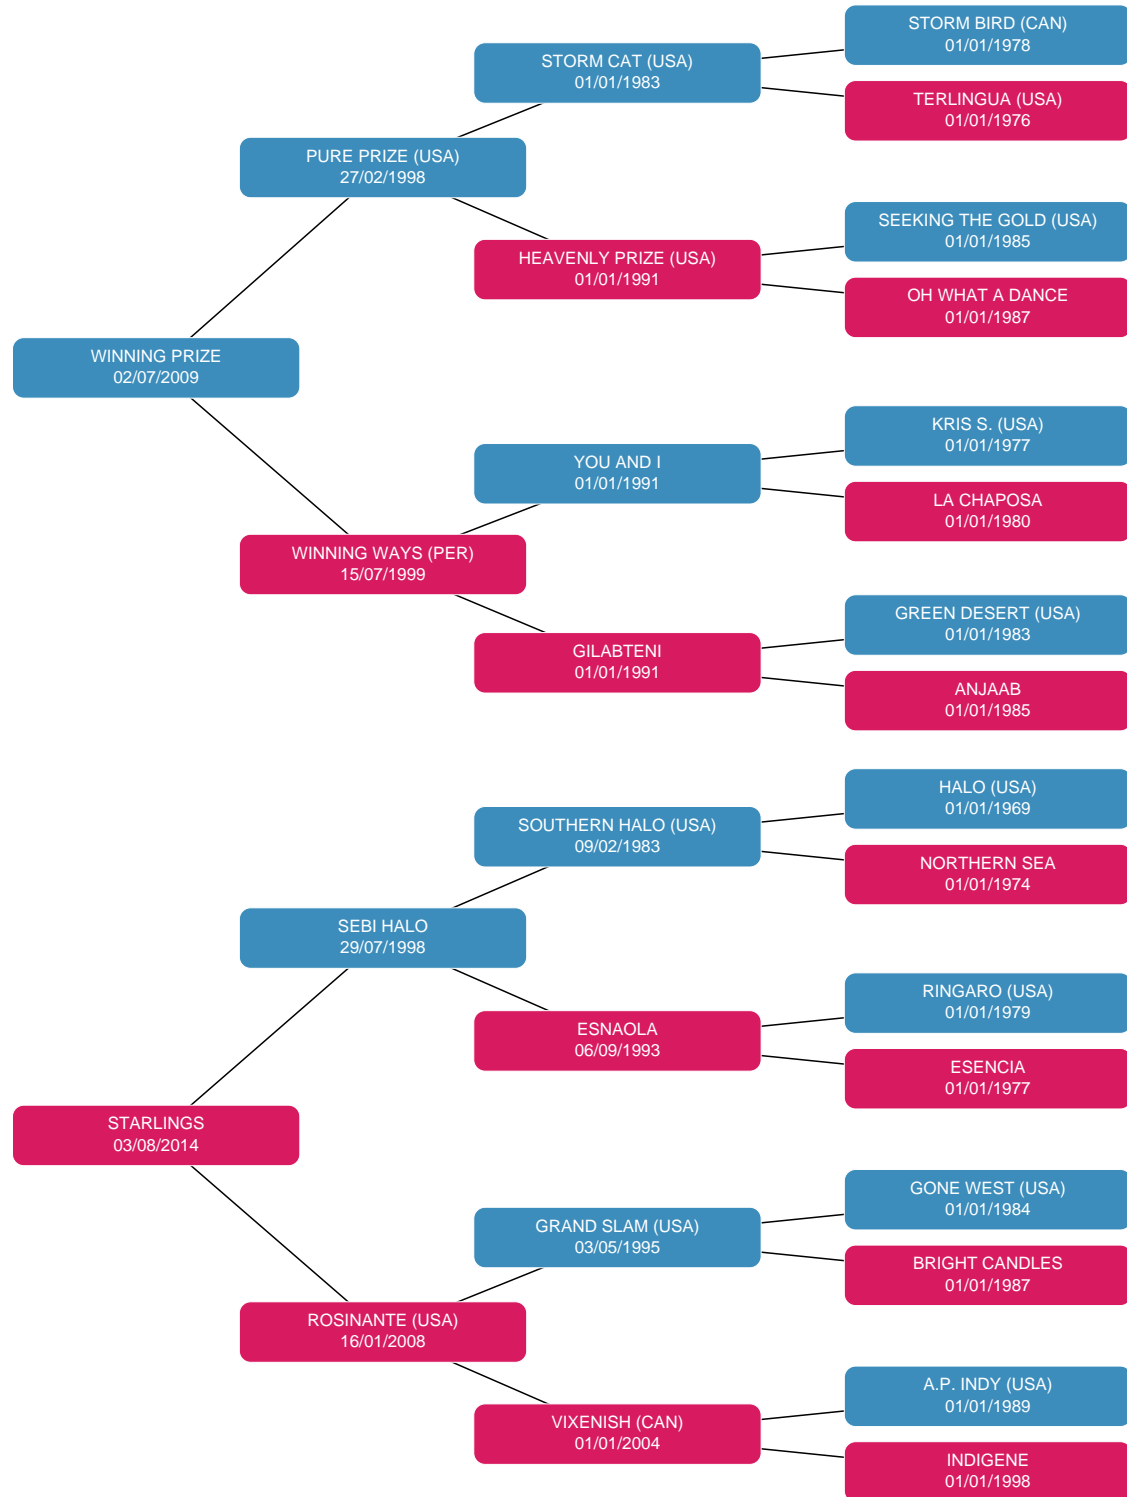 STORM BIRD (CAN)
01/01/1978
STORM CAT (USA)
01/01/1983
TERLINGUA (USA)
01/01/1976
PURE PRIZE (USA)
27/02/1998
SEEKING THE GOLD (USA)
01/01/1985
HEAVENLY PRIZE (USA)
01/01/1991
OH WHAT A DANCE
01/01/1987
WINNING PRIZE
02/07/2009
KRIS S. (USA)
01/01/1977
YOU AND I
01/01/1991
LA CHAPOSA
01/01/1980
WINNING WAYS (PER)
15/07/1999
GREEN DESERT (USA)
01/01/1983
GILABTENI
01/01/1991
ANJAAB
01/01/1985
HALO (USA)
01/01/1969
SOUTHERN HALO (USA)
09/02/1983
NORTHERN SEA
01/01/1974
SEBI HALO
29/07/1998
RINGARO (USA)
01/01/1979
ESNAOLA
06/09/1993
ESENCIA
01/01/1977
STARLINGS
03/08/2014
GONE WEST (USA)
01/01/1984
GRAND SLAM (USA)
03/05/1995
BRIGHT CANDLES
01/01/1987
ROSINANTE (USA)
16/01/2008
A.P. INDY (USA)
01/01/1989
VIXENISH (CAN)
01/01/2004
INDIGENE
01/01/1998